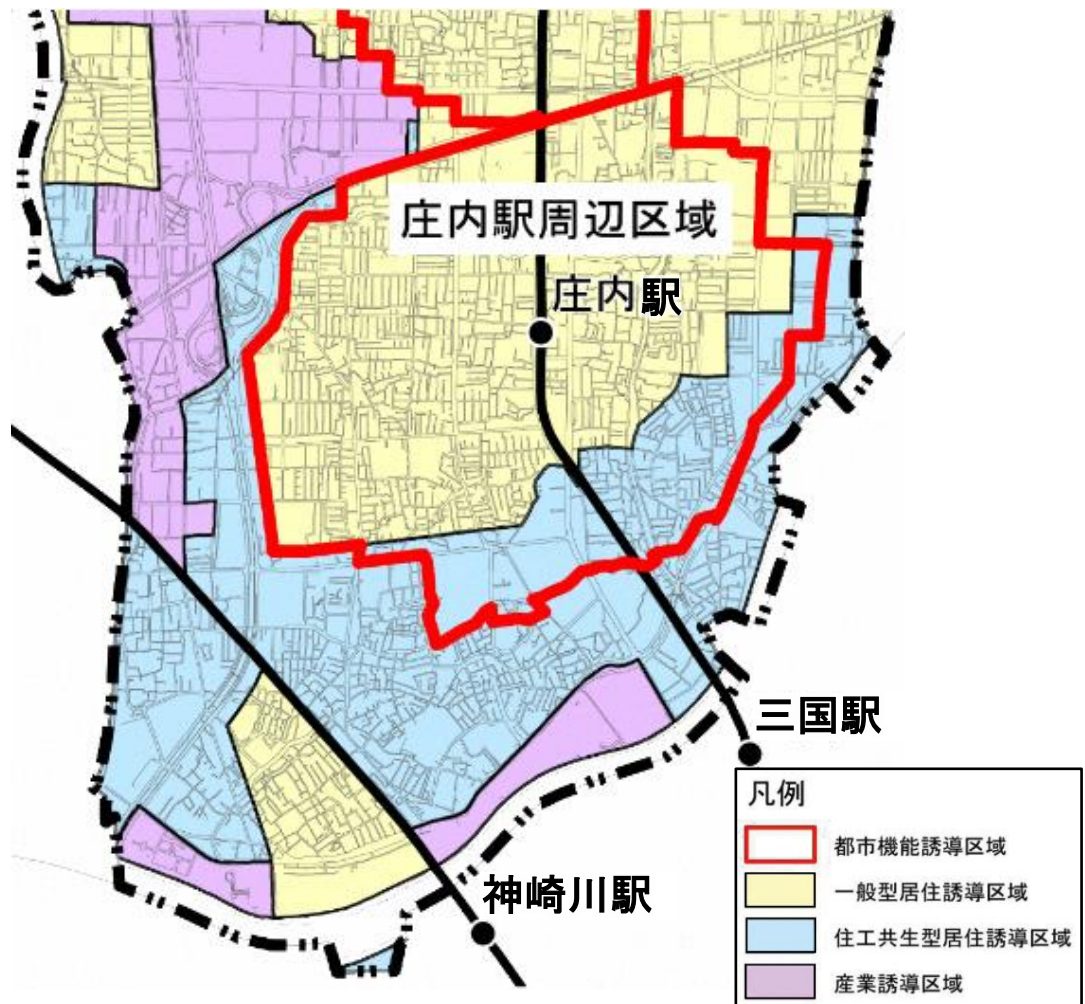 庄内駅周辺区域
庄内駅
三国駅
神崎川駅
凡例
都市機能誘導区域
一般型居住誘導区域
住工共生型居住誘導区域
産業誘導区域